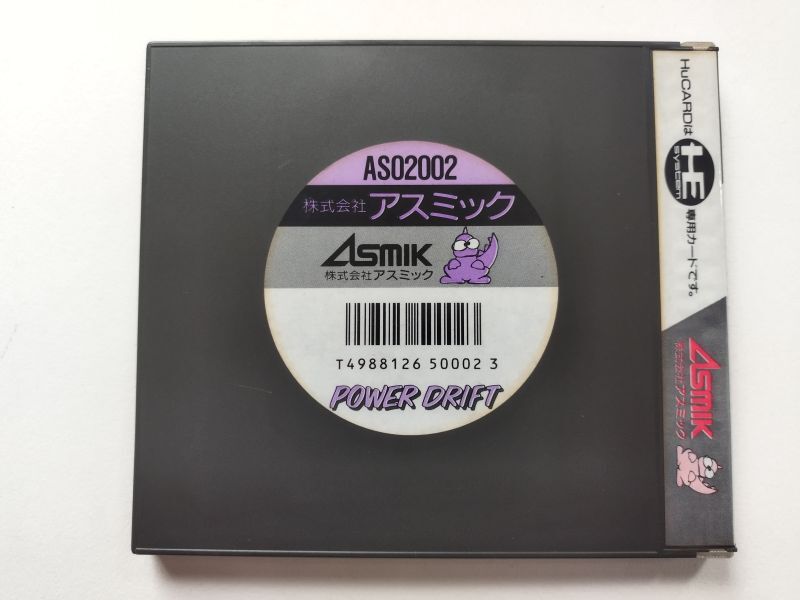 AS02002
株式会社 アスミック
ASMIK
株式会社アスミック
T4988126 50002 3
POWER DRIFT
HuCARDは HE SYSTEM 専用カードです。
ASMIK
株式会社アスミック